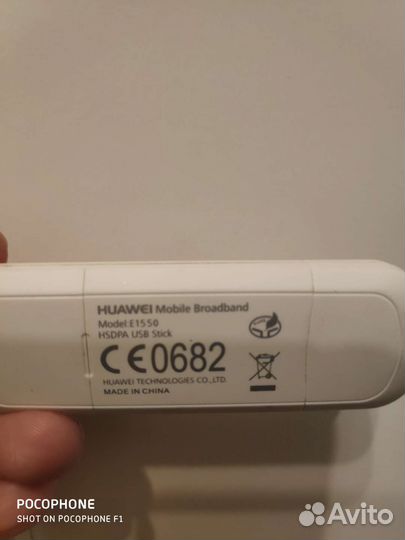 HUAWEI Mobile Broadband
Model:E1550
HSDPA USB Stick
CE0682
HUAWEI TECHNOLOGIES CO.,LTD.
MADE IN CHINA
POCOPHONE
SHOT ON POCOPHONE F1
Avito